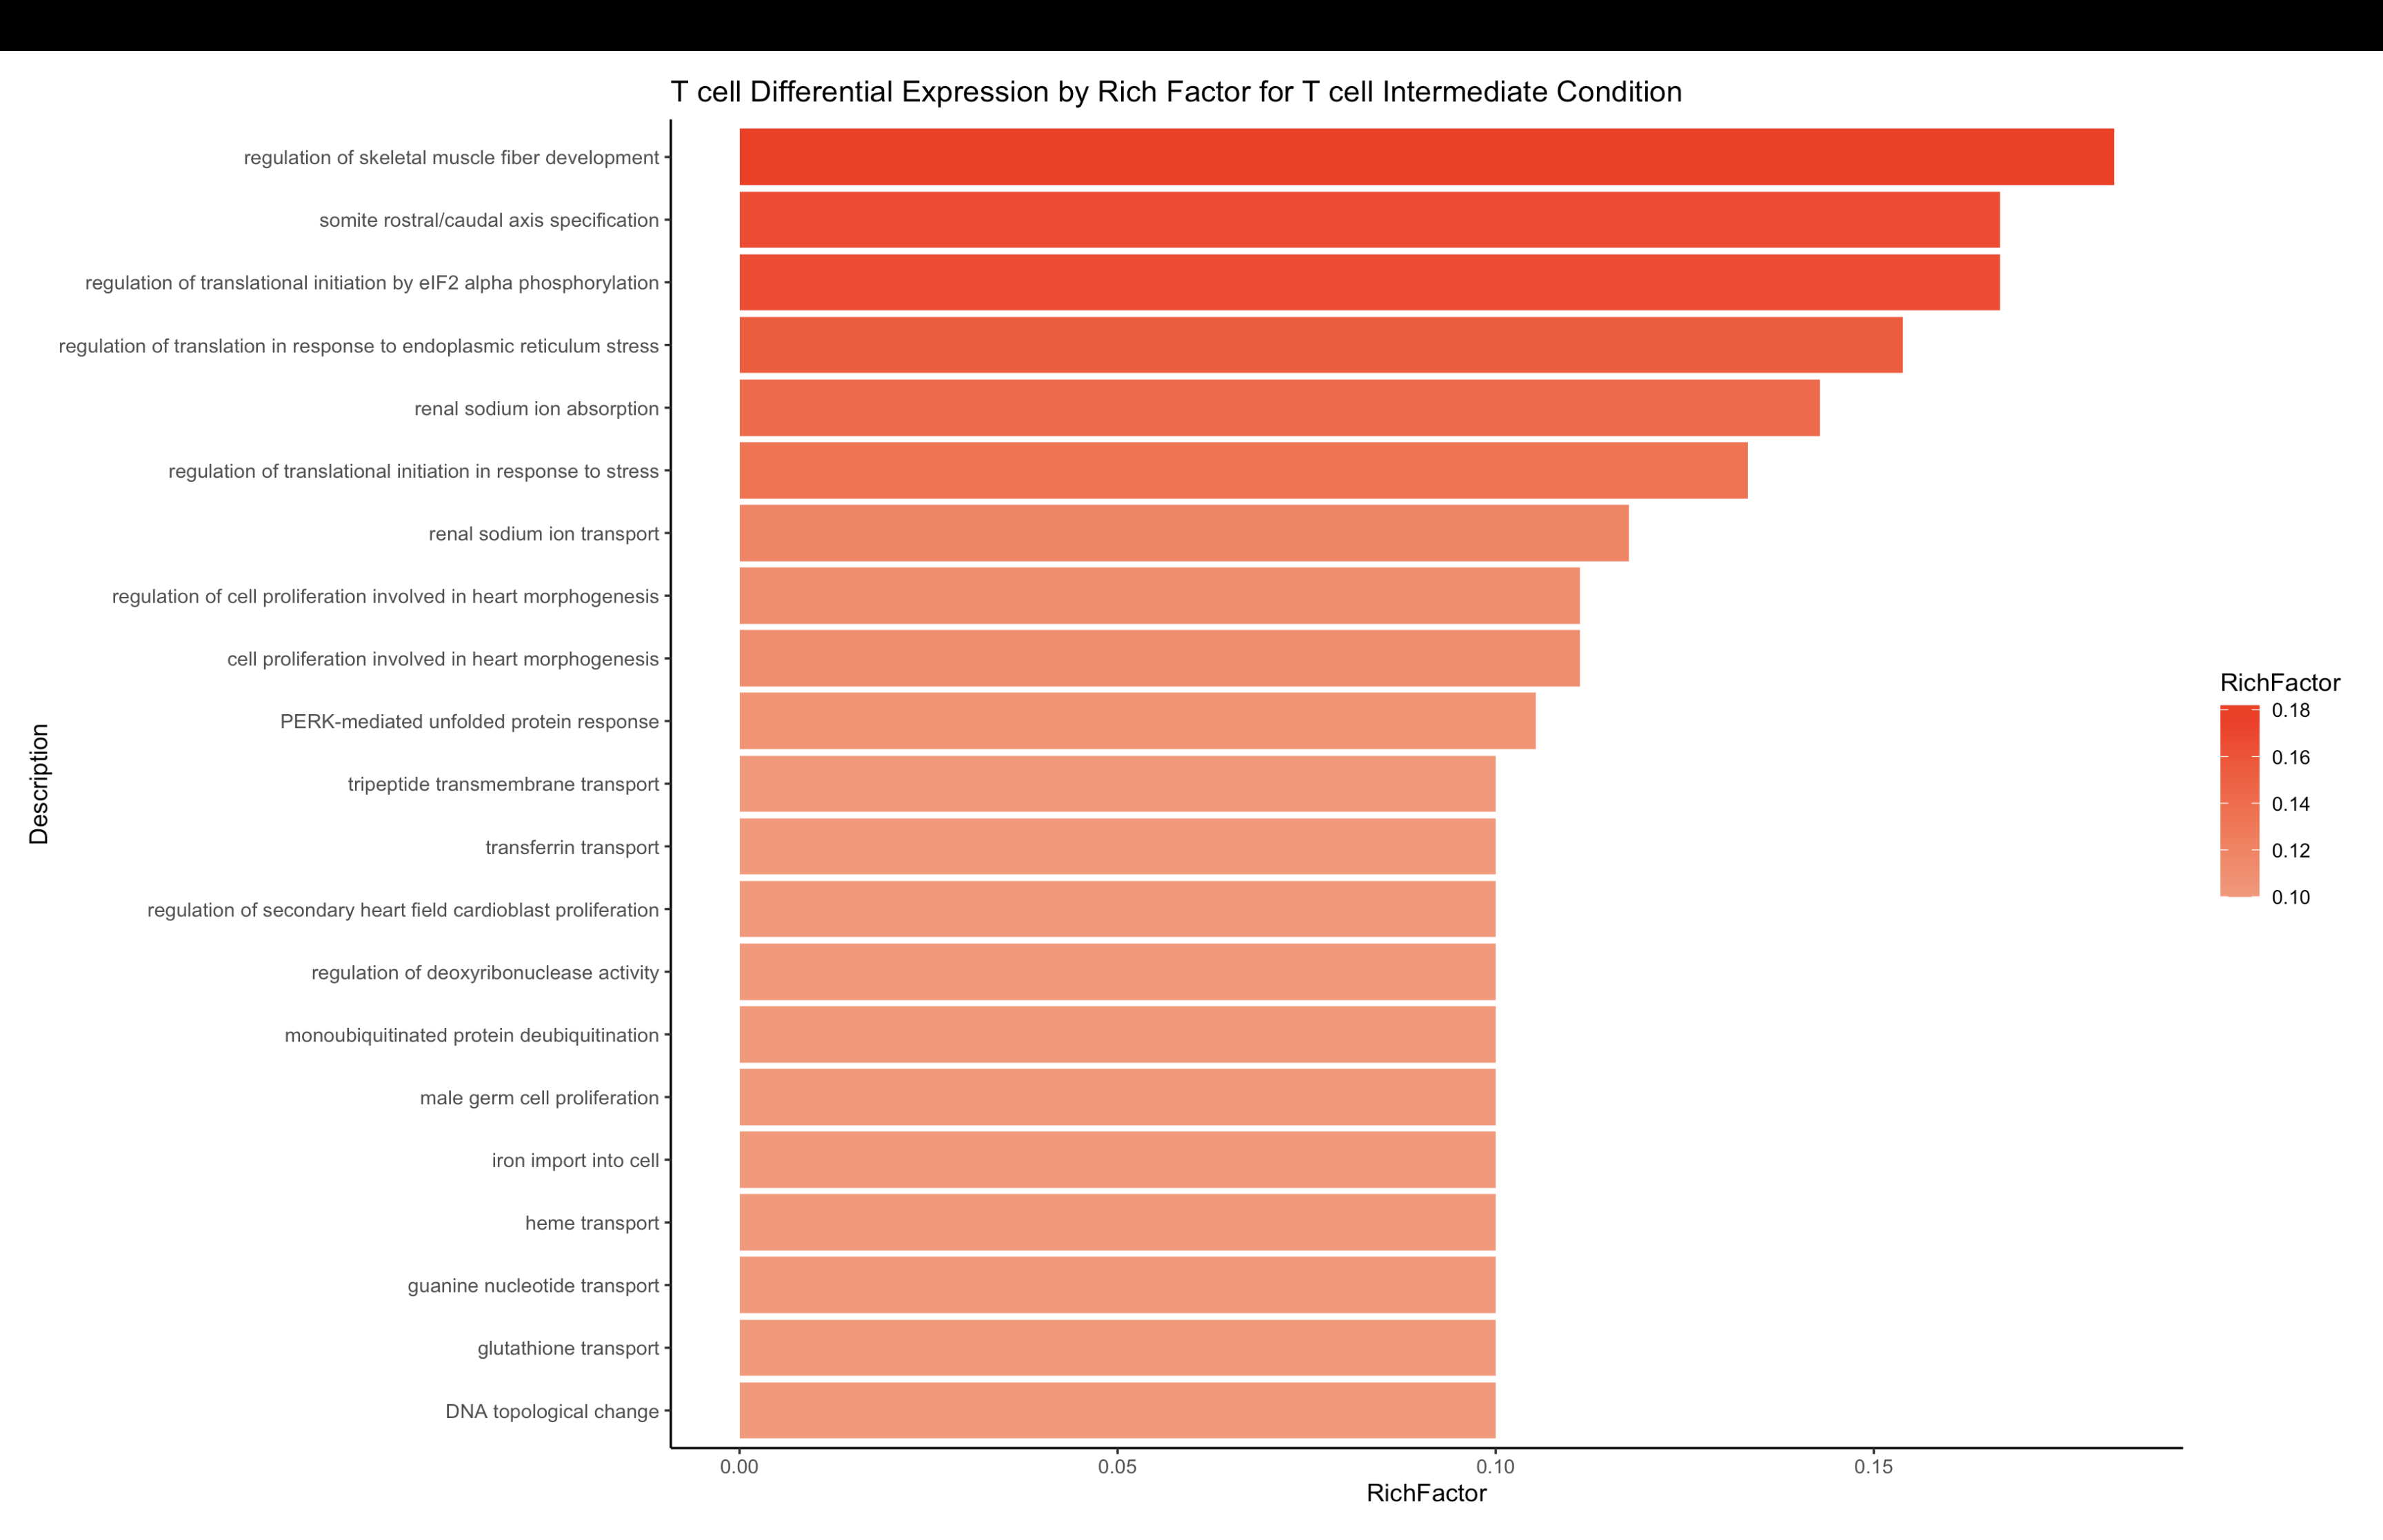 T cell Differential Expression by Rich Factor for T cell Intermediate Condition
Description
regulation of skeletal muscle fiber development
somite rostral/caudal axis specification
regulation of translational initiation by eIF2 alpha phosphorylation
regulation of translation in response to endoplasmic reticulum stress
renal sodium ion absorption
regulation of translational initiation in response to stress
renal sodium ion transport
regulation of cell proliferation involved in heart morphogenesis
cell proliferation involved in heart morphogenesis
PERK-mediated unfolded protein response
tripeptide transmembrane transport
transferrin transport
regulation of secondary heart field cardioblast proliferation
regulation of deoxyribonuclease activity
monoubiquitinated protein deubiquitination
male germ cell proliferation
iron import into cell
heme transport
guanine nucleotide transport
glutathione transport
DNA topological change
0.00 0.05 0.10 0.15
RichFactor
RichFactor
0.18
0.16
0.14
0.12
0.10